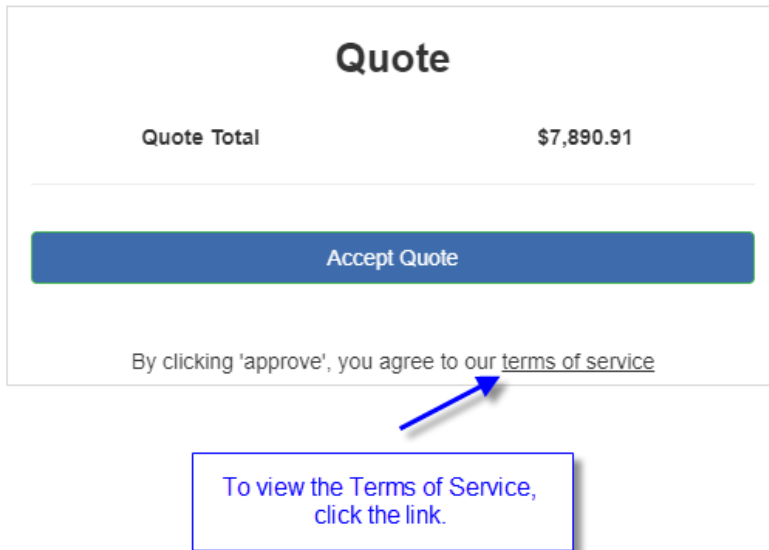 Quote
Quote Total $7,890.91
Accept Quote
By clicking 'approve', you agree to our terms of service
To view the Terms of Service,
click the link.